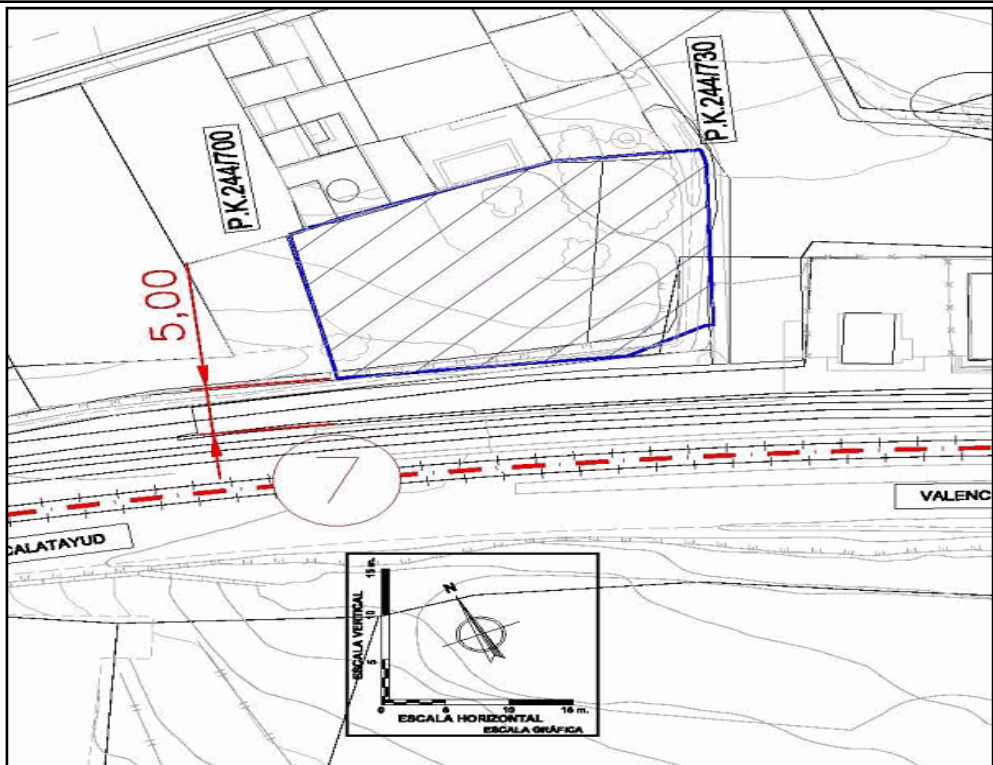 P.K.244/730
P.K.244/700
5,00
CALATAYUD
VALENC
ESCALA VERTICAL
15 m.
10
5
0
N
0 5 10 15 m.
ESCALA HORIZONTAL
ESCALA GRÁFICA